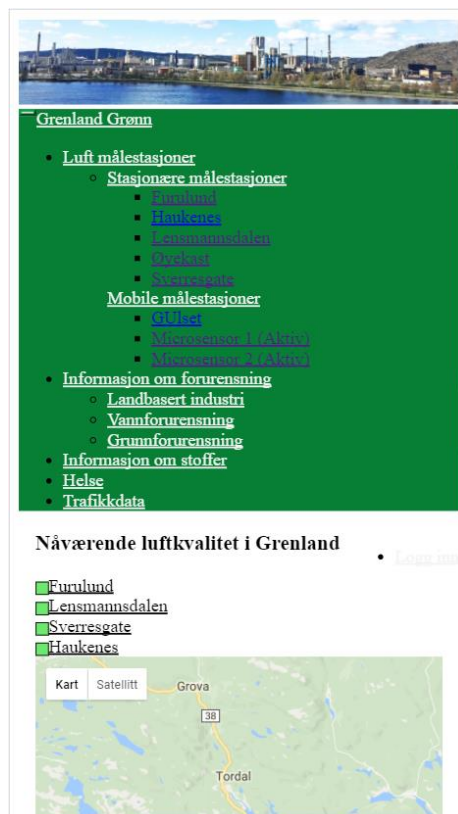 Grenland Grønn
Luft målestasjoner
Stasjonære målestasjoner
Furulund
Haukenes
Lensmannsdalen
Øyekast
Sverresgate
Mobile målestasjoner
GUlset
Microsensor 1 (Aktiv)
Microsensor 2 (Aktiv)
Informasjon om forurensning
Landbasert industri
Vannforurensning
Grunnforurensning
Informasjon om stoffer
Helse
Trafikkdata
Nåværende luftkvalitet i Grenland
Logg inn
Furulund
Lensmannsdalen
Sverresgate
Haukenes
Kart Satellitt
Grova
38
Tordal